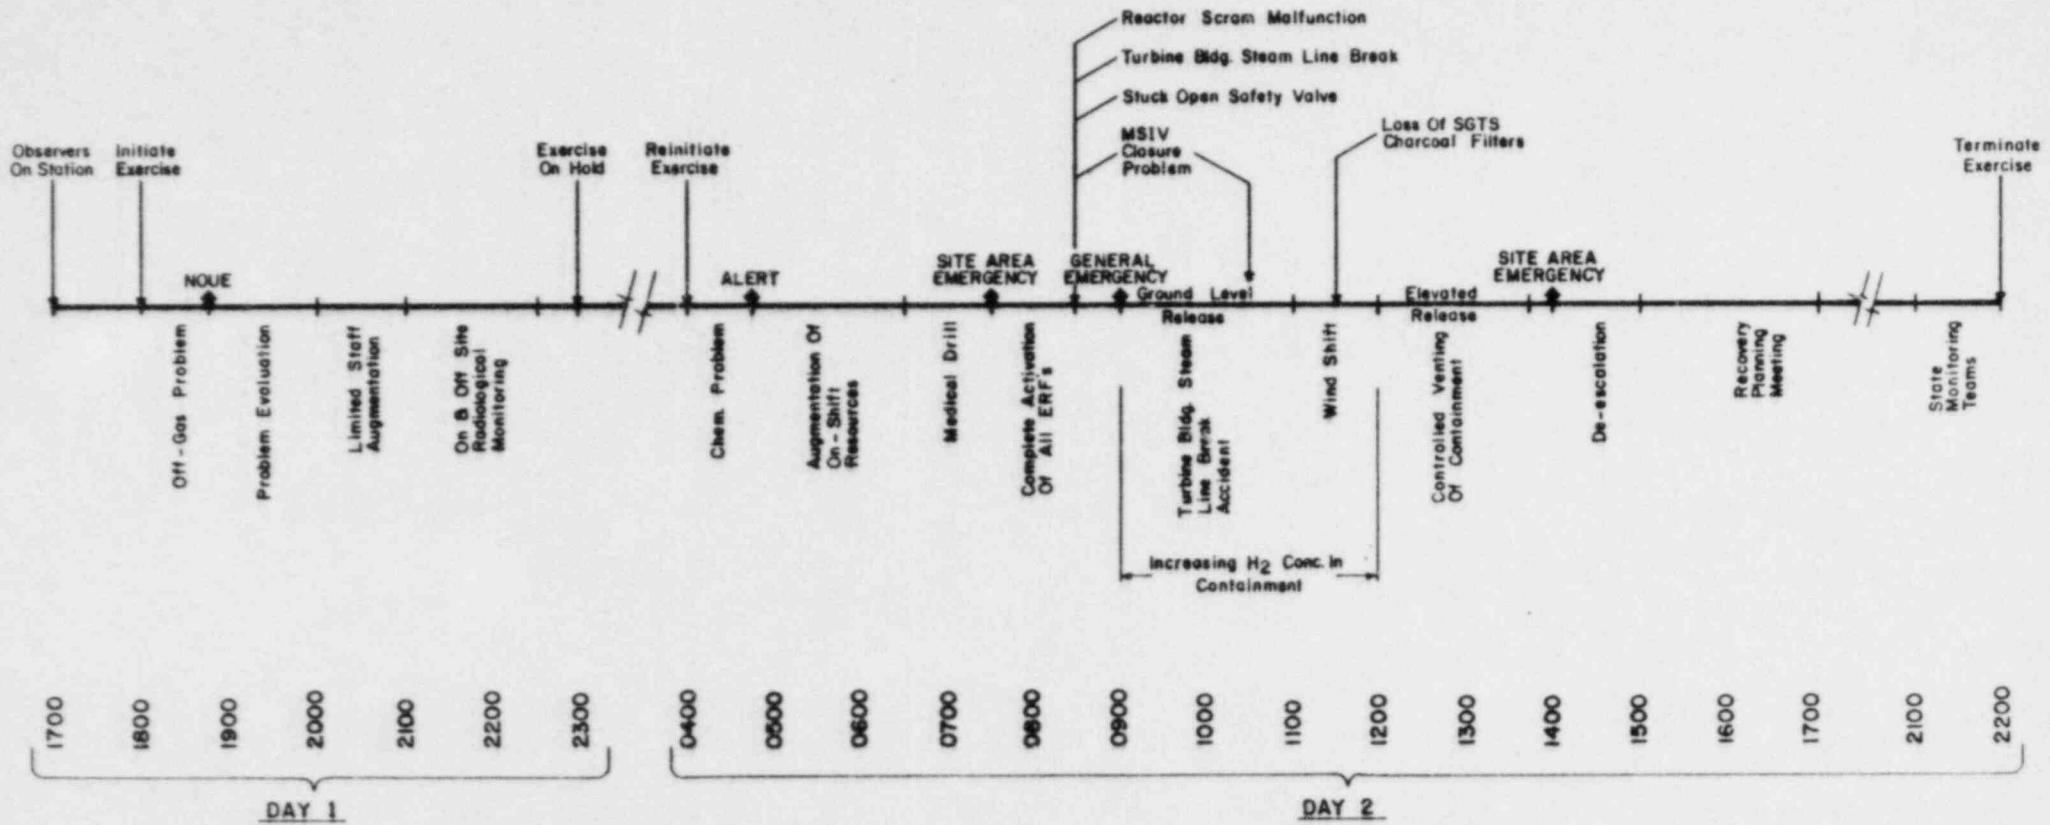 Reactor Scram Malfunction
Turbine Bldg. Steam Line Break
Stuck Open Safety Valve
MSIV
Closure
Problem
Loss Of SGTS
Charcoal Filters
Observers
On Station
Initiate
Exercise
Exercise
On Hold
Reinitiate
Exercise
Terminate
Exercise
NOUE
ALERT
SITE AREA
EMERGENCY
GENERAL
EMERGENCY
SITE AREA
EMERGENCY
Ground Level
Release
Elevated
Release
Off-Gas Problem
Problem Evaluation
Limited Staff
Augmentation
On & Off Site
Radiological
Monitoring
Chem. Problem
Augmentation Of
On-Shift
Resources
Medical Drill
Complete Activation
Of All ERF's
Turbine Bldg. Steam
Line Break
Accident
Wind Shift
Controlled Venting
Of Containment
De-escalation
Recovery
Planning
Meeting
State
Monitoring
Teams
Increasing H2 Conc. In
Containment
1700
1800
1900
2000
2100
2200
2300
0400
0500
0600
0700
0800
0900
1000
1100
1200
1300
1400
1500
1600
1700
2100
2200
DAY 1
DAY 2